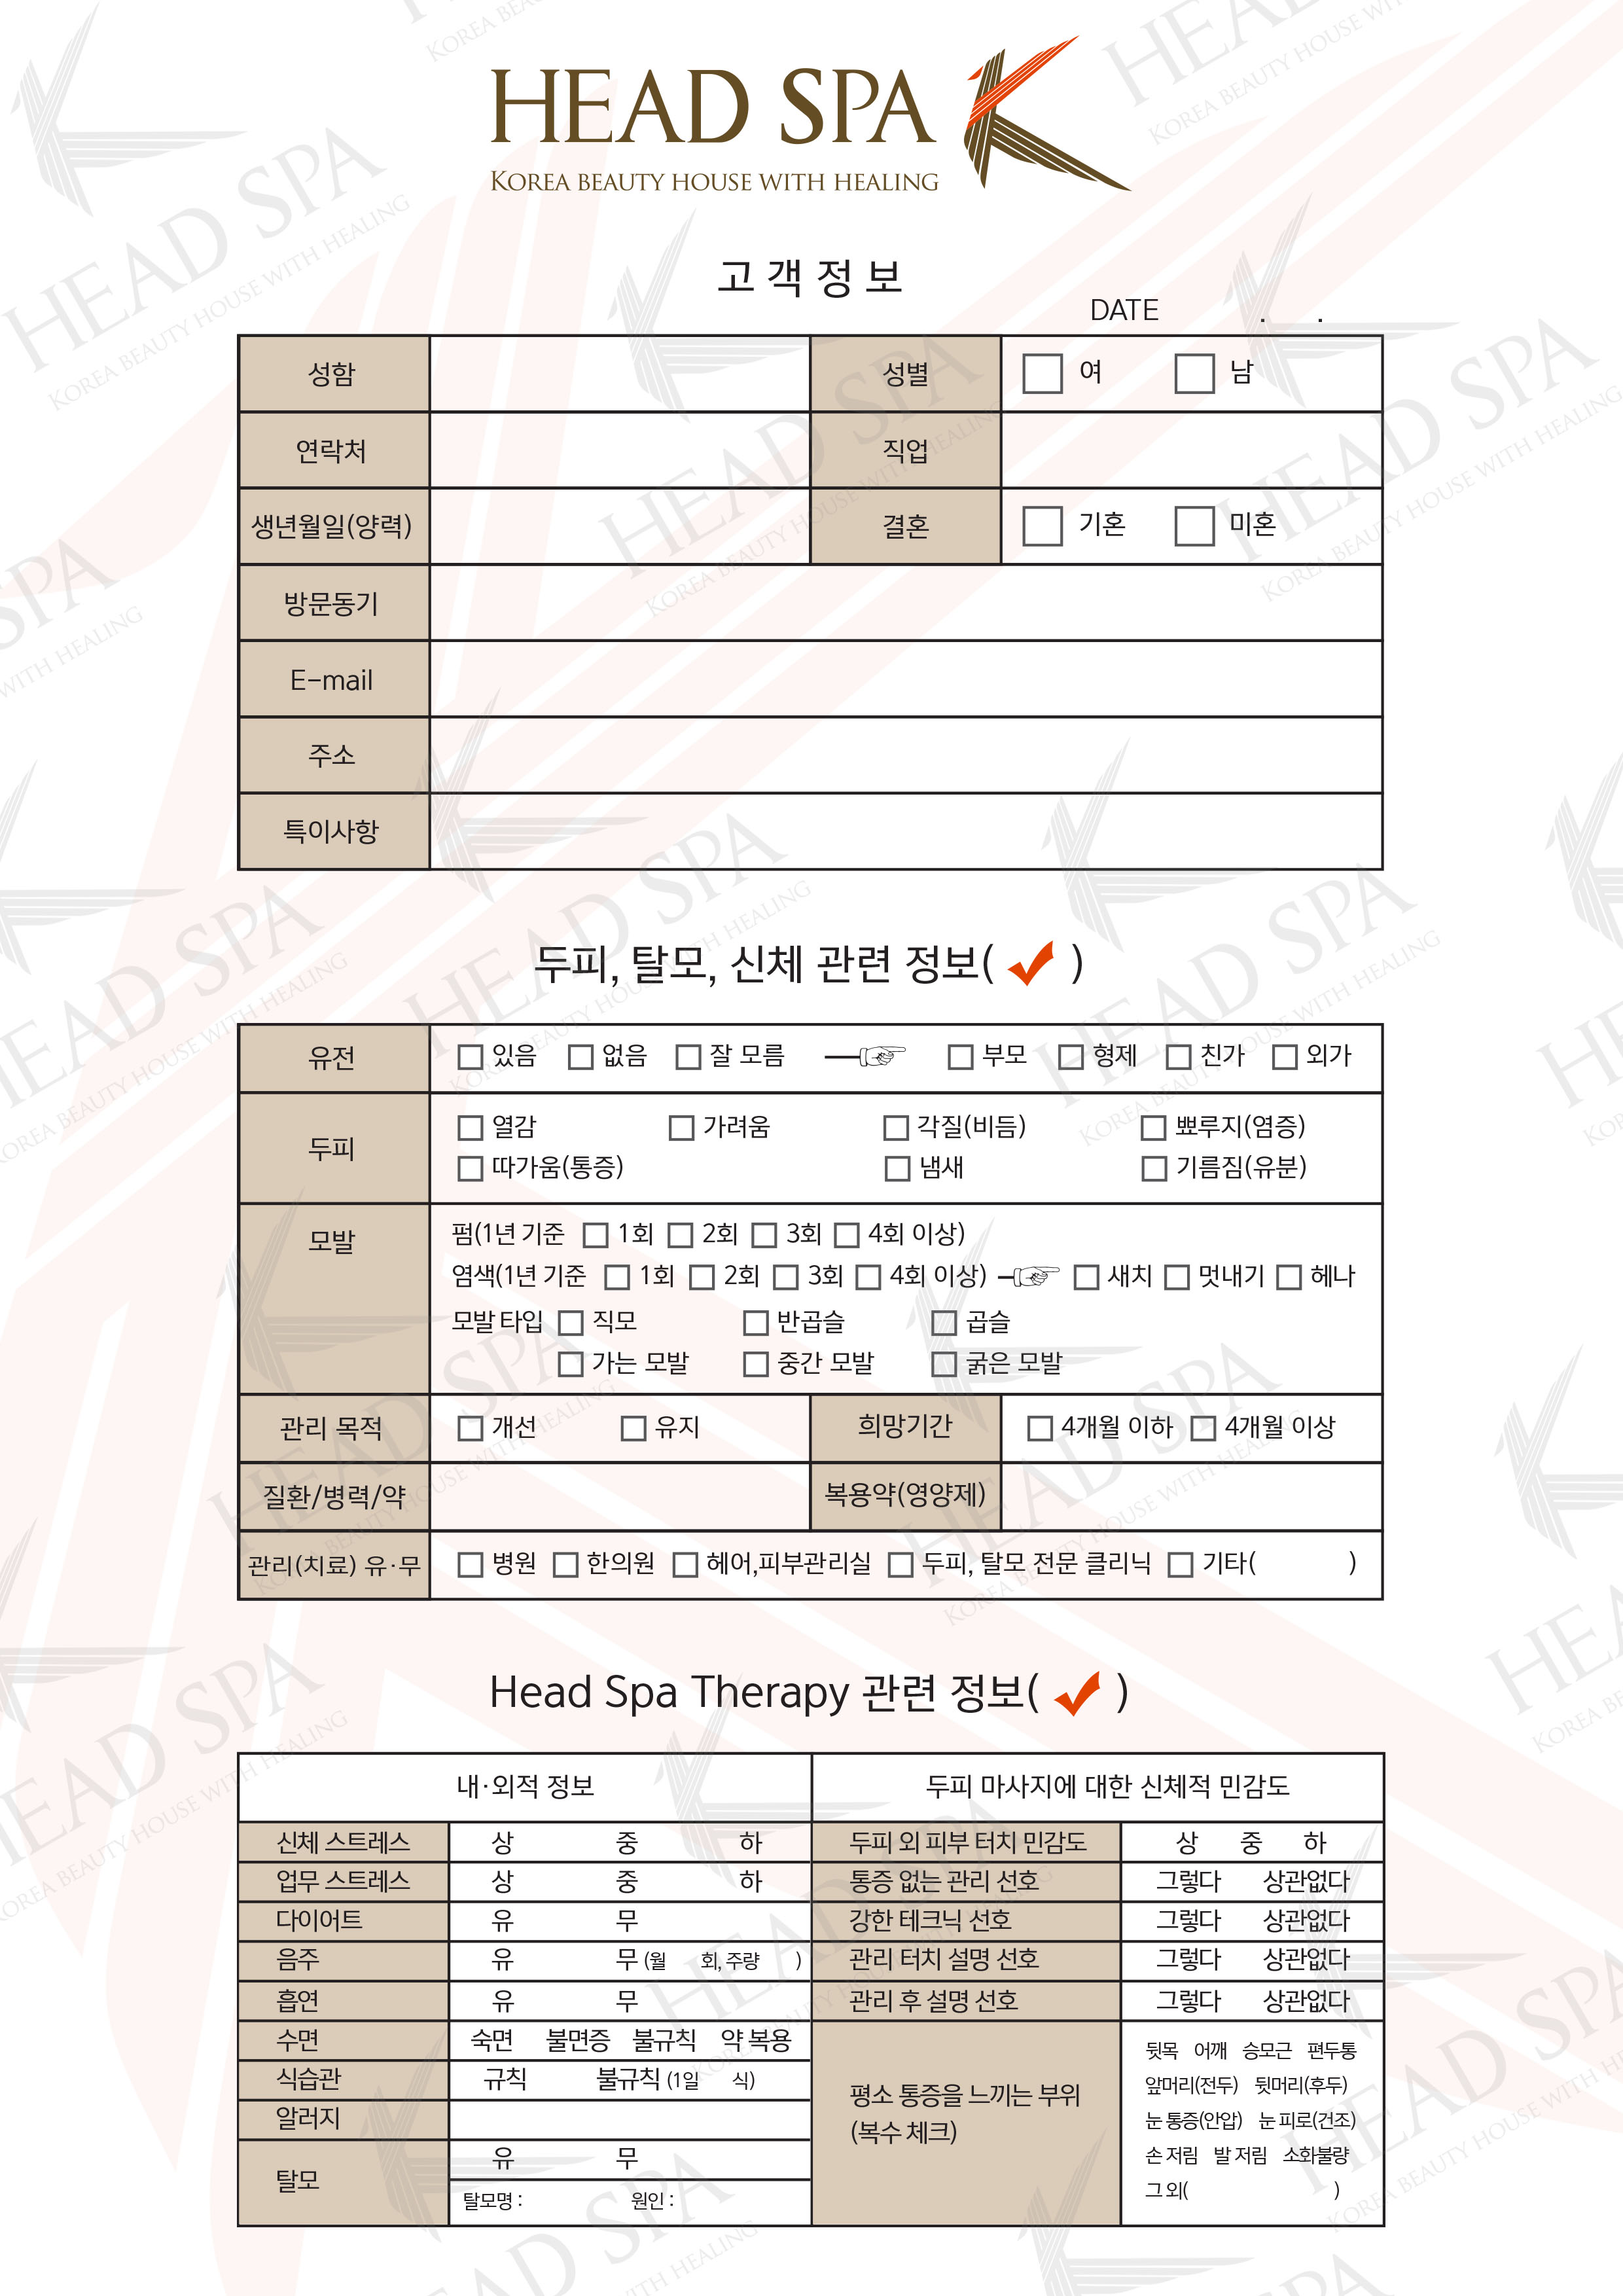 HEAD SPA
KOREA BEAUTY HOUSE WITH HEALING
고객정보
DATE . .
성함 성별 여 남
연락처 직업
생년월일(양력) 결혼 기혼 미혼
방문동기
E-mail
주소
특이사항
두피, 탈모, 신체 관련 정보( )
유전 있음 없음 잘 모름 부모 형제 친가 외가
두피 열감 가려움 각질(비듬) 뾰루지(염증)
따가움(통증) 냄새 기름짐(유분)
모발 펌(1년 기준 1회 2회 3회 4회 이상)
염색(1년 기준 1회 2회 3회 4회 이상) 새치 멋내기 헤나
모발 타입 직모 반곱슬 곱슬
가는 모발 중간 모발 굵은 모발
관리 목적 개선 유지 희망기간 4개월 이하 4개월 이상
질환/병력/약 복용약(영양제)
관리(치료) 유·무 병원 한의원 헤어,피부관리실 두피, 탈모 전문 클리닉 기타( )
Head Spa Therapy 관련 정보( )
내·외적 정보 두피 마사지에 대한 신체적 민감도
신체 스트레스 상 중 하 두피 외 피부 터치 민감도 상 중 하
업무 스트레스 상 중 하 통증 없는 관리 선호 그렇다 상관없다
다이어트 유 무 강한 테크닉 선호 그렇다 상관없다
음주 유 무 (월 회, 주량 ) 관리 터치 설명 선호 그렇다 상관없다
흡연 유 무 관리 후 설명 선호 그렇다 상관없다
수면 숙면 불면증 불규칙 약 복용
식습관 규칙 불규칙 (1일 식)
알러지
탈모 유 무
탈모명 : 원인 :
평소 통증을 느끼는 부위
(복수 체크)
뒷목 어깨 승모근 편두통
앞머리(전두) 뒷머리(후두)
눈 통증(안압) 눈 피로(건조)
손 저림 발 저림 소화불량
그 외( )